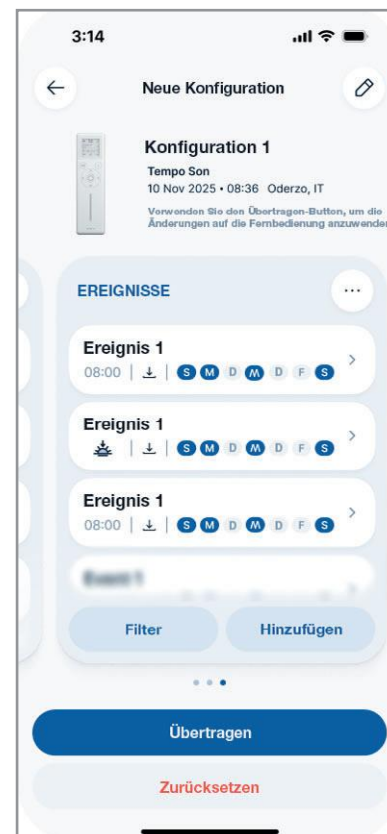 3:14
Neue Konfiguration
Konfiguration 1
Tempo Son
10 Nov 2025 • 08:36 Oderzo, IT
Verwenden Sie den Übertragen-Button, um die
Änderungen auf die Fernbedienung anzuwenden
EREIGNISSE
...
Ereignis 1
08:00 | | S M D W D F S
Ereignis 1
| | S M D W D F S
Ereignis 1
08:00 | | S M D W D F S
Event 1
Filter Hinzufügen
Übertragen
Zurücksetzen